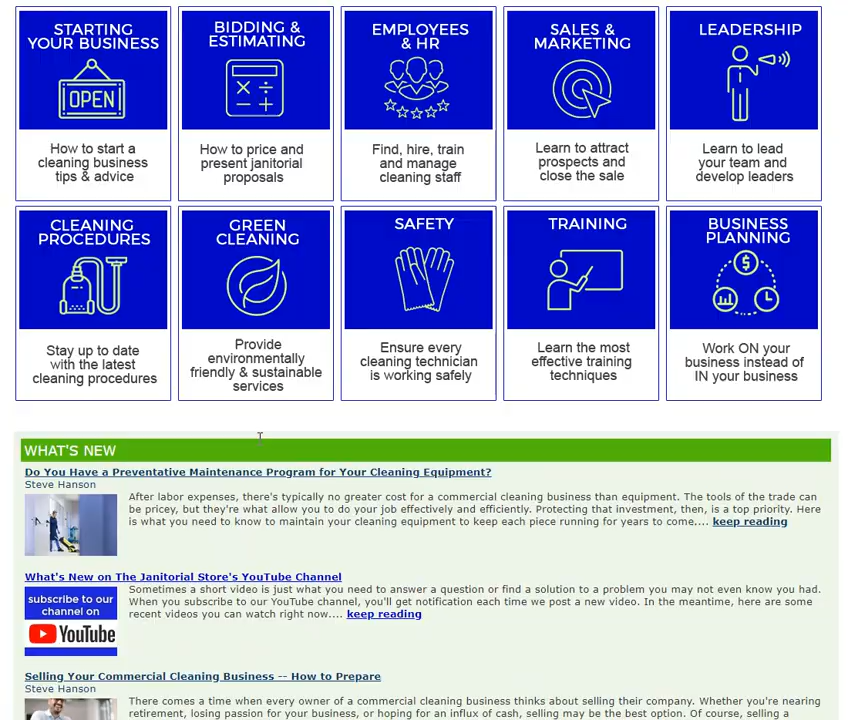 STARTING
YOUR BUSINESS
OPEN
How to start a
cleaning business
tips & advice
BIDDING &
ESTIMATING
How to price and
present janitorial
proposals
EMPLOYEES
& HR
Find, hire, train
and manage
cleaning staff
SALES &
MARKETING
Learn to attract
prospects and
close the sale
LEADERSHIP
Learn to lead
your team and
develop leaders
CLEANING
PROCEDURES
Stay up to date
with the latest
cleaning procedures
GREEN
CLEANING
Provide
environmentally
friendly & sustainable
services
SAFETY
Ensure every
cleaning technician
is working safely
TRAINING
Learn the most
effective training
techniques
BUSINESS
PLANNING
$
Work ON your
business instead of
IN your business
WHAT'S NEW
Do You Have a Preventative Maintenance Program for Your Cleaning Equipment?
Steve Hanson
After labor expenses, there's typically no greater cost for a commercial cleaning business than equipment. The tools of the trade can
be pricey, but they're what allow you to do your job effectively and efficiently. Protecting that investment, then, is a top priority. Here
is what you need to know to maintain your cleaning equipment to keep each piece running for years to come.... keep reading
What's New on The Janitorial Store's YouTube Channel
subscribe to our
channel on
YouTube
Sometimes a short video is just what you need to answer a question or find a solution to a problem you may not even know you had.
When you subscribe to our YouTube channel, you'll get notification each time we post a new video. In the meantime, here are some
recent videos you can watch right now.... keep reading
Selling Your Commercial Cleaning Business -- How to Prepare
Steve Hanson
There comes a time when every owner of a commercial cleaning business thinks about selling their company. Whether you're nearing
retirement, losing passion for your business, or hoping for an influx of cash, selling may be the best option. Of course, selling a